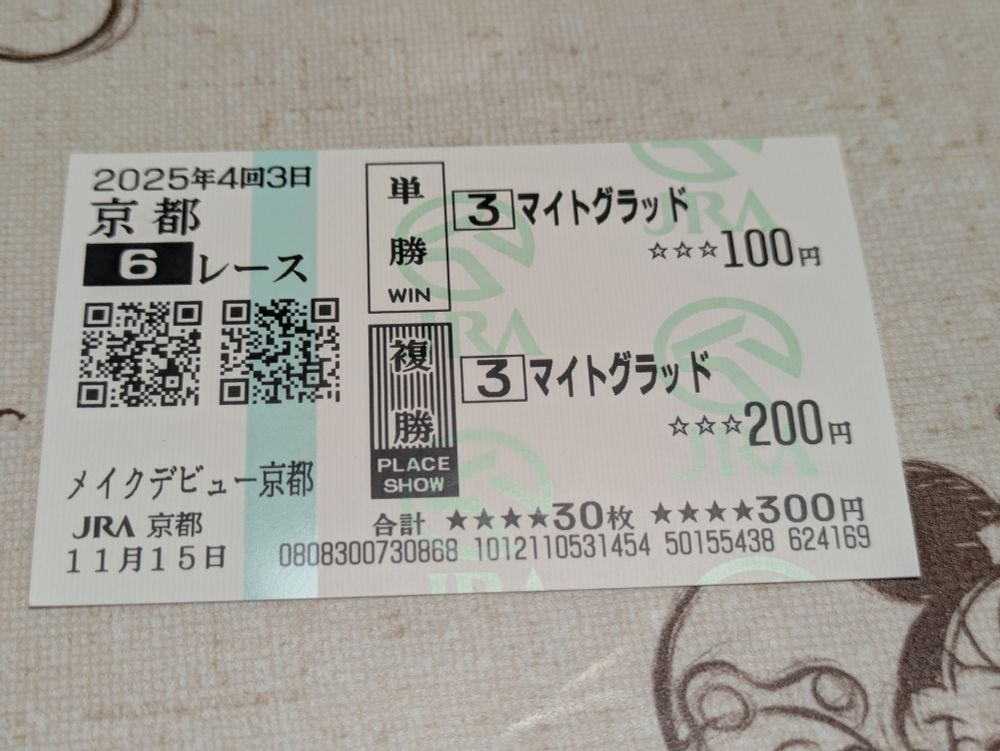 2025年4回3日
京都
6レース
メイクデビュー京都
JRA 京都
11月15日
単勝
WIN
3 マイトグラッド
☆☆☆100円
複勝
PLACE
SHOW
3 マイトグラッド
☆☆☆200円
合計 ★★★★30枚 ★★★★300円
0808300730868 1012110531454 50155438 624169
JRA
JRA
JRA
JRA